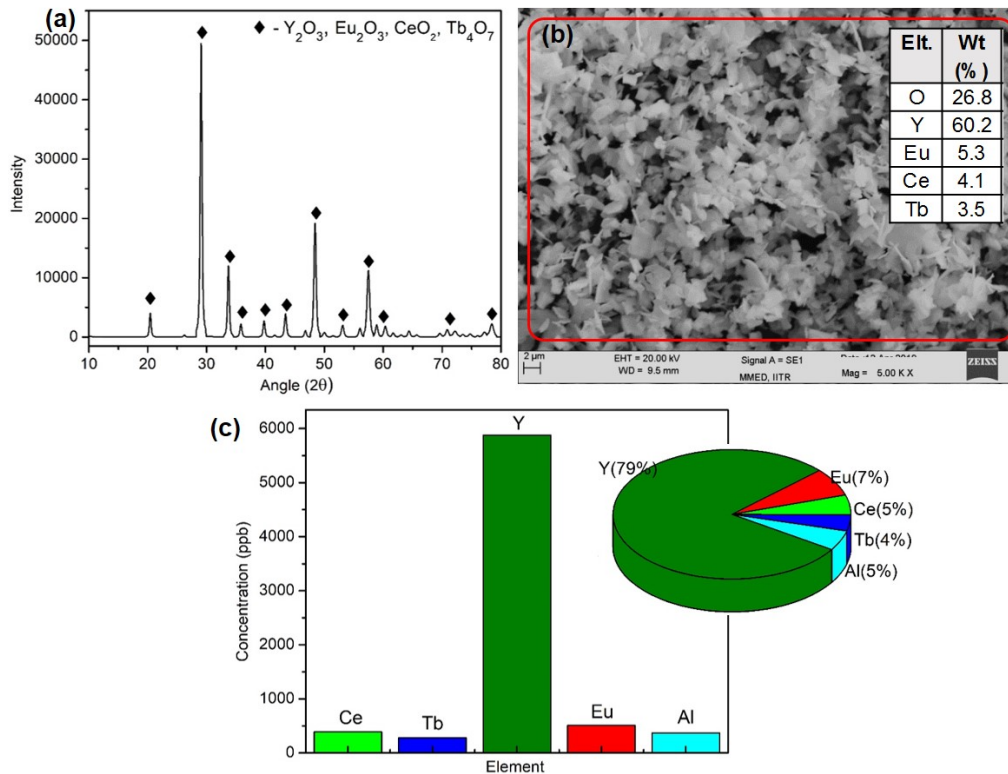 (a)
◆ - Y2O3, Eu2O3, CeO2, Tb4O7
50000
40000
30000
20000
10000
0
Intensity
10 20 30 40 50 60 70 80
Angle (2θ)
(b)
Elt. Wt
(% )
O 26.8
Y 60.2
Eu 5.3
Ce 4.1
Tb 3.5
2 µm
EHT = 20.00 kV Signal A = SE1
WD = 9.5 mm Mag = 5.00 K X
MMED, IITR
ZEISS
(c)
6000
5000
4000
3000
2000
1000
0
Concentration (ppb)
Ce Tb Y Eu Al
Element
Y(79%)
Eu(7%)
Ce(5%)
Tb(4%)
Al(5%)